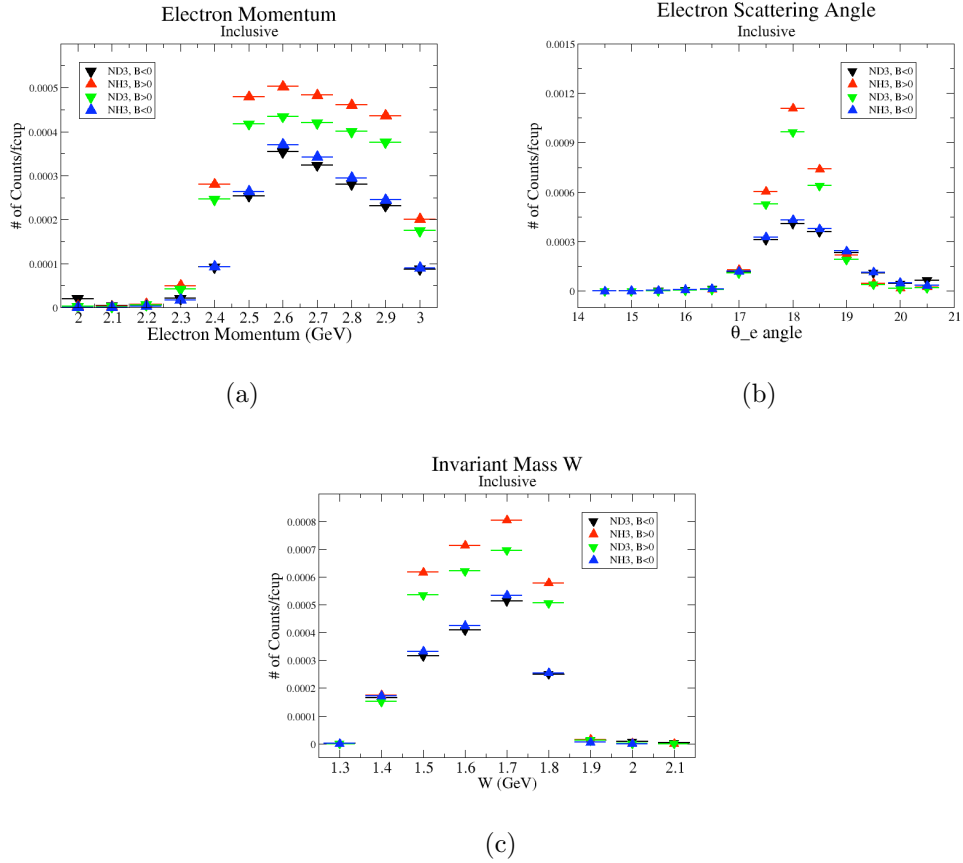 Electron Momentum
Inclusive
# of Counts/fcup
0.0005
0.0004
0.0003
0.0002
0.0001
0
ND3, B<0
NH3, B>0
ND3, B>0
NH3, B<0
2 2.1 2.2 2.3 2.4 2.5 2.6 2.7 2.8 2.9 3
Electron Momentum (GeV)
(a)
Electron Scattering Angle
Inclusive
# of Counts/fcup
0.0015
0.0012
0.0009
0.0006
0.0003
0
ND3, B<0
NH3, B>0
ND3, B>0
NH3, B<0
14 15 16 17 18 19 20 21
θ_e angle
(b)
Invariant Mass W
Inclusive
# of Counts/fcup
0.0008
0.0007
0.0006
0.0005
0.0004
0.0003
0.0002
0.0001
0
ND3, B<0
NH3, B>0
ND3, B>0
NH3, B<0
1.3 1.4 1.5 1.6 1.7 1.8 1.9 2 2.1
W (GeV)
(c)